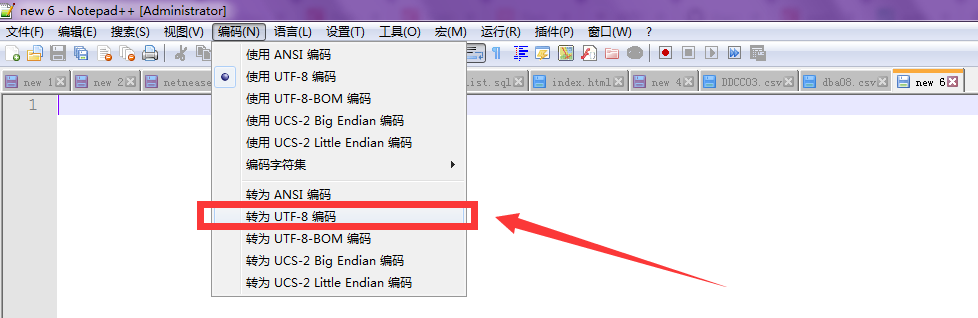 new 6 - Notepad++ [Administrator]
文件(F) 编辑(E) 搜索(S) 视图(V) 编码(N) 语言(L) 设置(T) 工具(O) 宏(M) 运行(R) 插件(P) 窗口(W) ?
new 1 new 2 netnease ist.sql index.html new 4 DDCC03.csv dba08.csv new 6
1
使用 ANSI 编码
使用 UTF-8 编码
使用 UTF-8-BOM 编码
使用 UCS-2 Big Endian 编码
使用 UCS-2 Little Endian 编码
编码字符集
转为 ANSI 编码
转为 UTF-8 编码
转为 UTF-8-BOM 编码
转为 UCS-2 Big Endian 编码
转为 UCS-2 Little Endian 编码